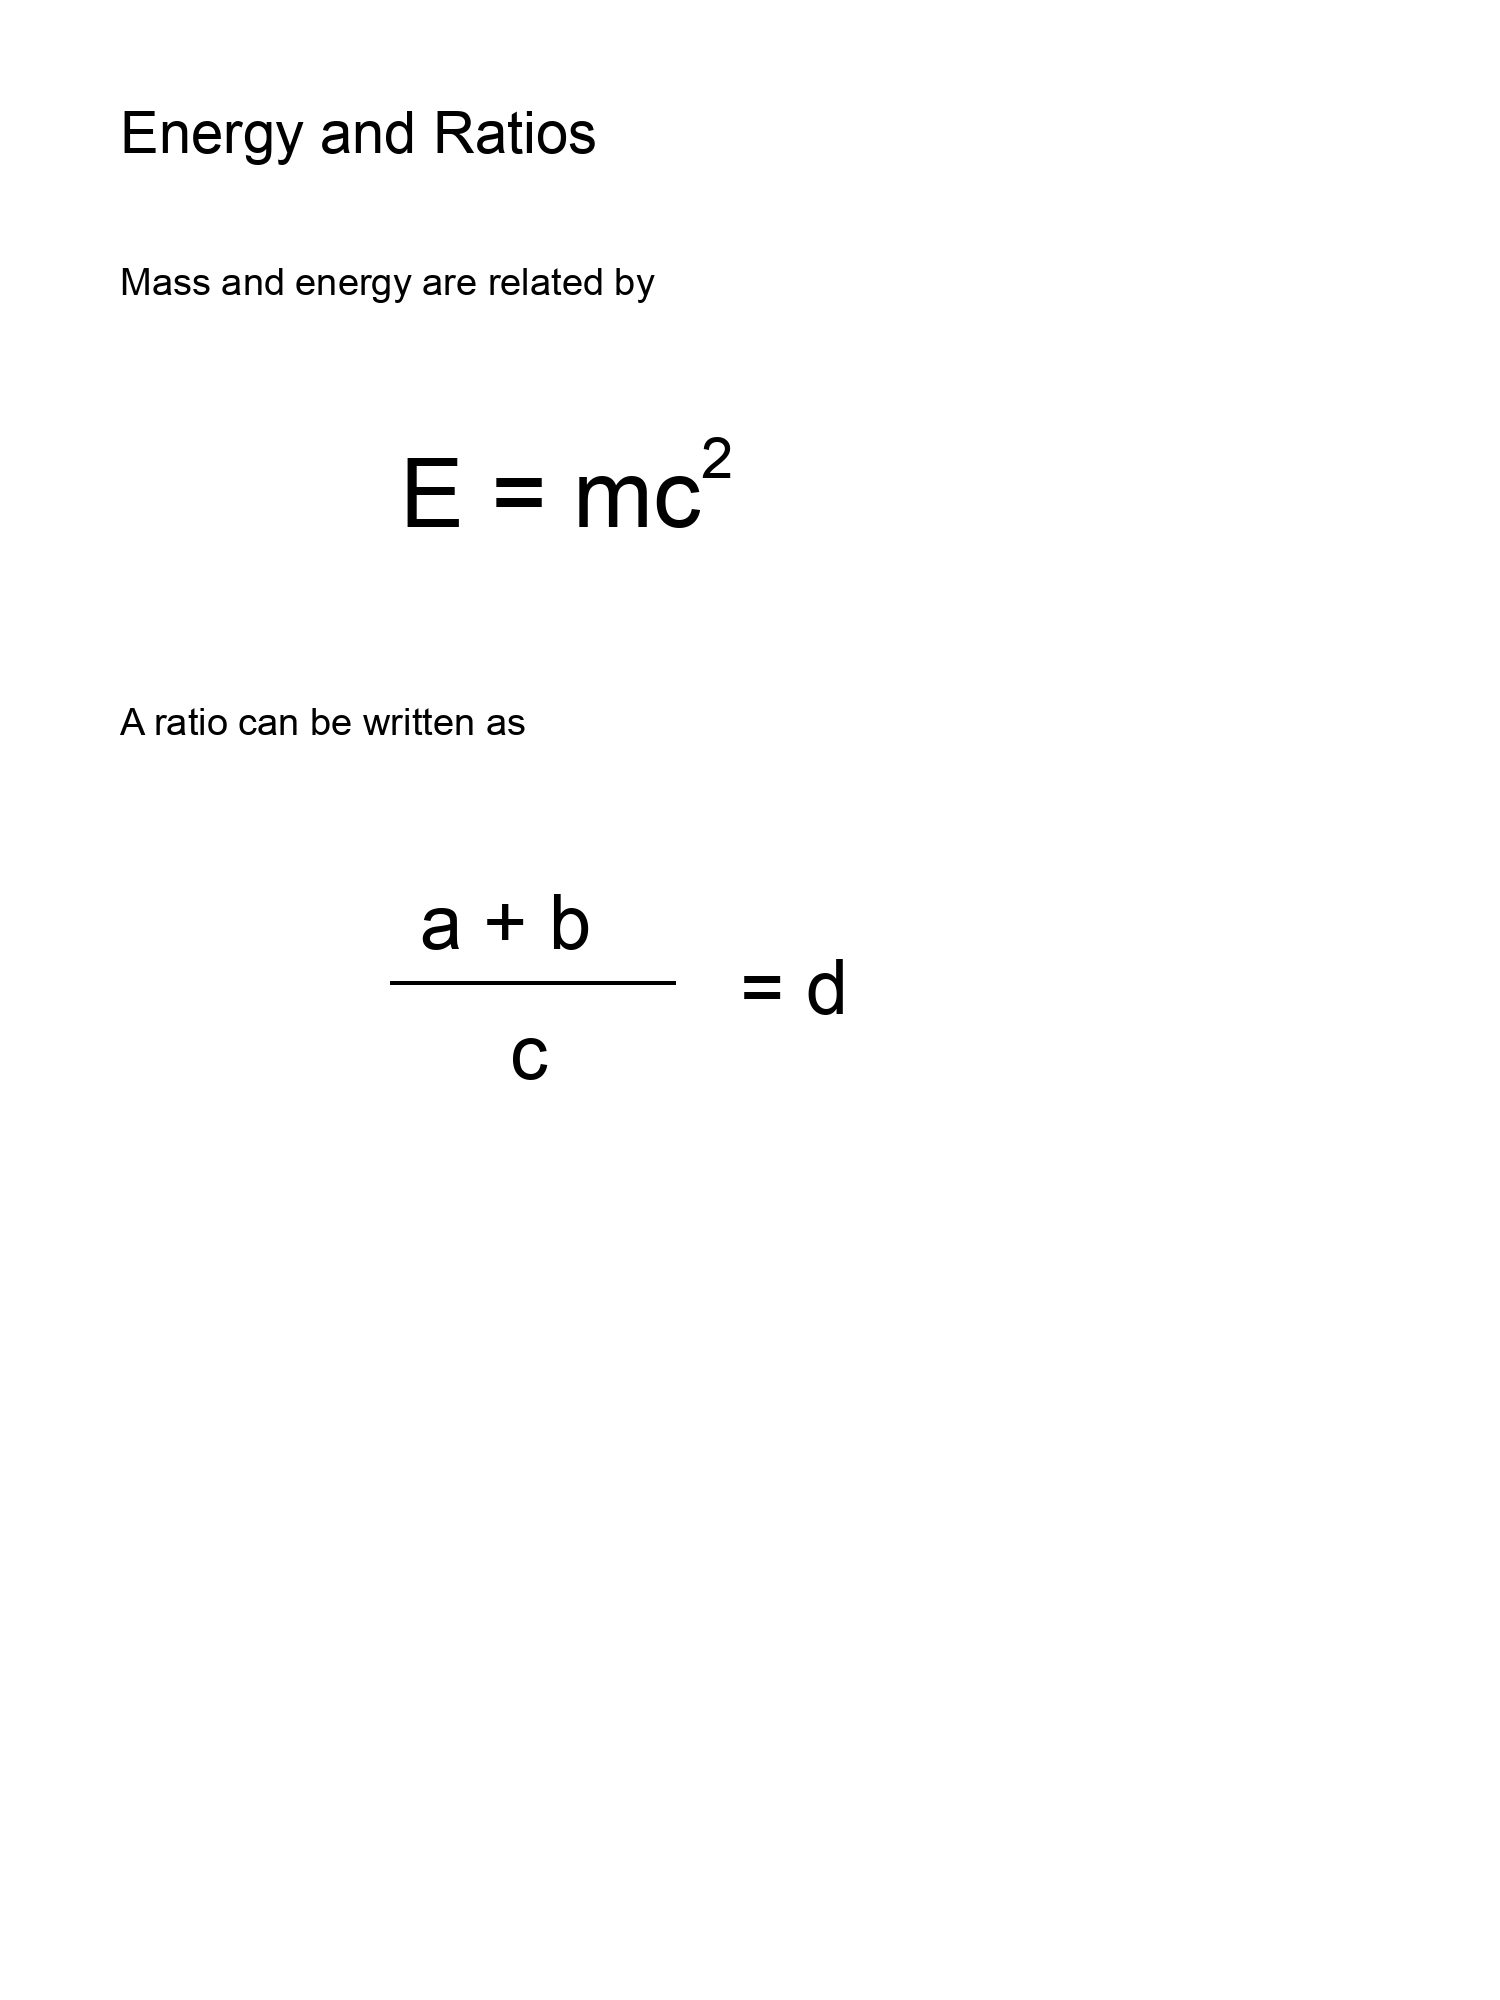 Energy and Ratios
Mass and energy are related by
E = mc²
A ratio can be written as
a + b
= d
c